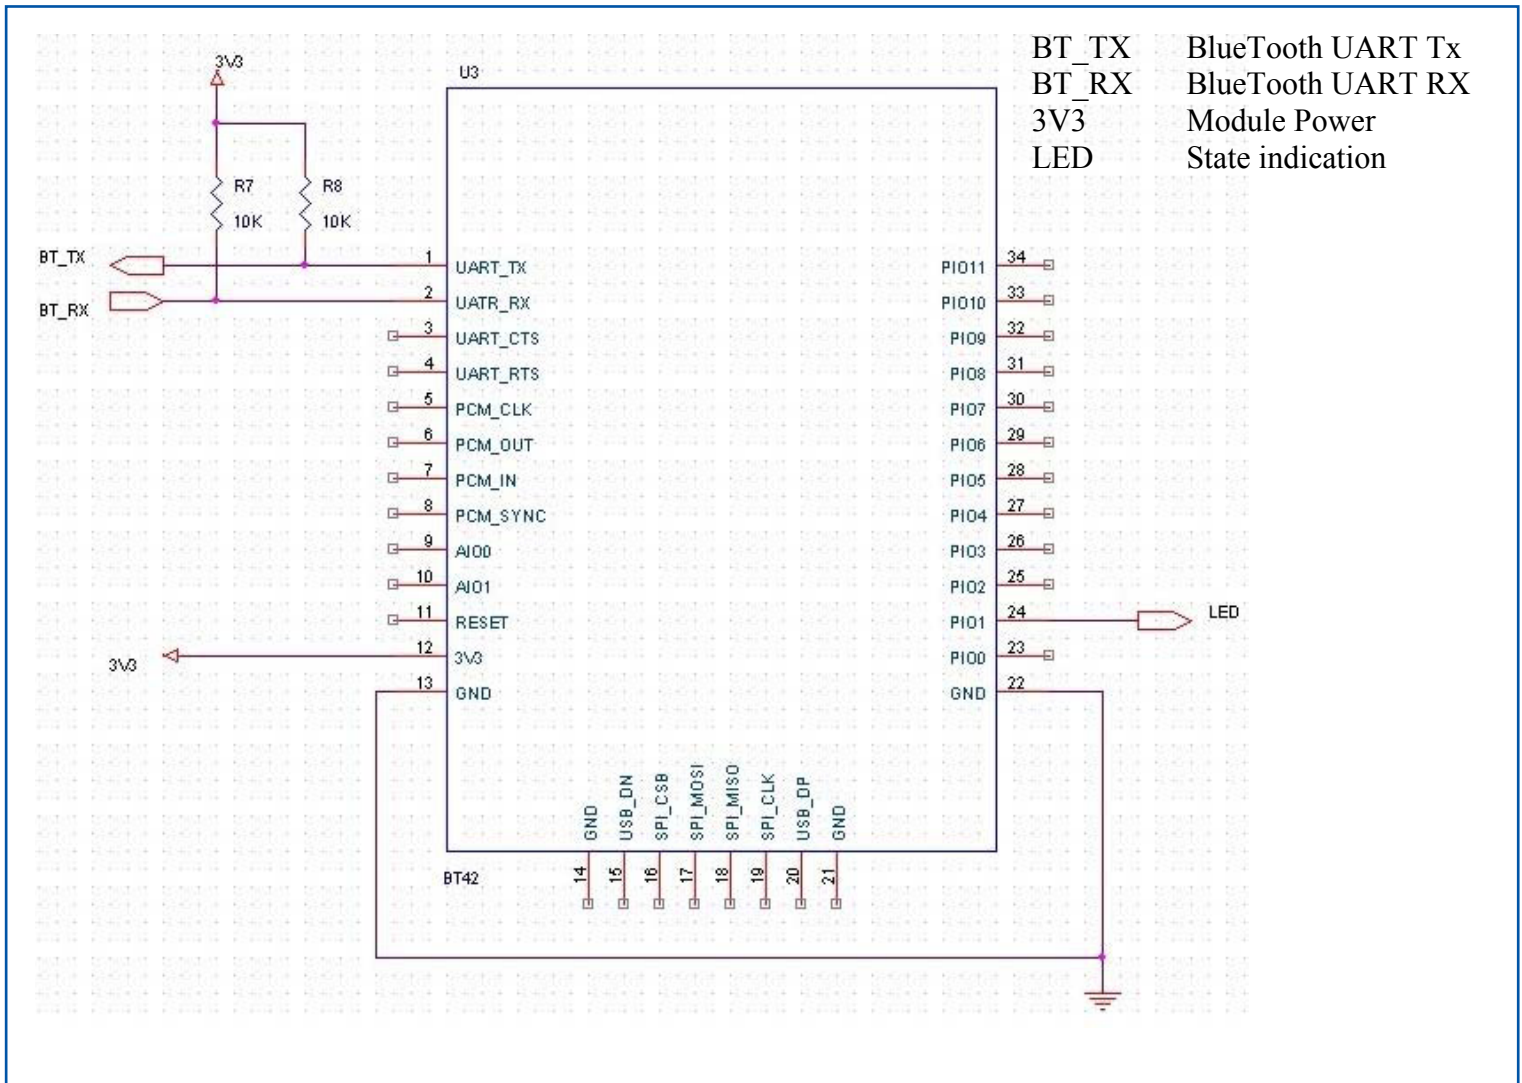 BT_TX BlueTooth UART Tx
BT_RX BlueTooth UART RX
3V3 Module Power
LED State indication
3V3
U3
R7
10K
R8
10K
BT_TX
BT_RX
1 UART_TX
2 UATR_RX
3 UART_CTS
4 UART_RTS
5 PCM_CLK
6 PCM_OUT
7 PCM_IN
8 PCM_SYNC
9 AIO0
10 AIO1
11 RESET
3V3
12 3V3
13 GND
PIO11 34
PIO10 33
PIO9 32
PIO8 31
PIO7 30
PIO6 29
PIO5 28
PIO4 27
PIO3 26
PIO2 25
PIO1 24
LED
PIO0 23
GND 22
GND 14
USB_DN 15
SPI_CSB 16
SPI_MOSI 17
SPI_MISO 18
SPI_CLK 19
USB_DP 20
GND 21
BT42